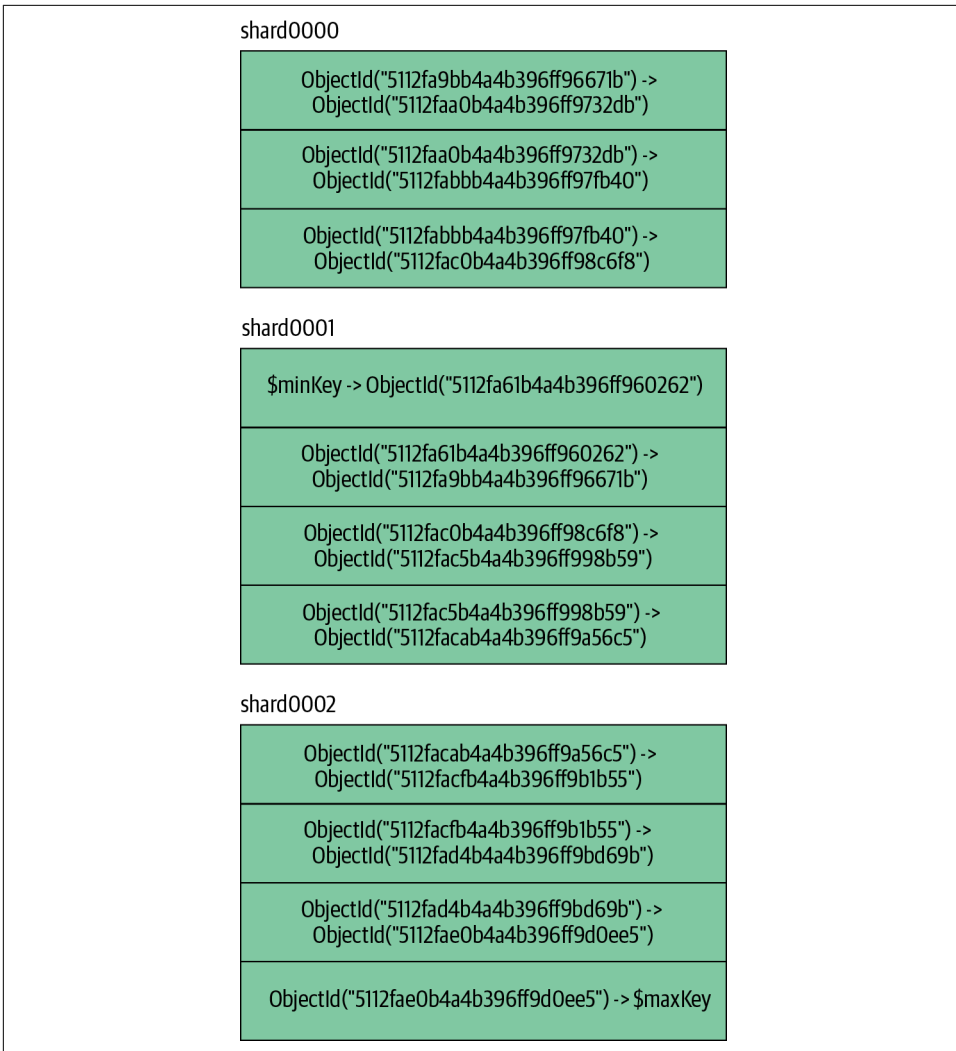 shard0000
ObjectId("5112fa9bb4a4b396ff96671b") ->
ObjectId("5112faa0b4a4b396ff9732db")
ObjectId("5112faa0b4a4b396ff9732db") ->
ObjectId("5112fabbb4a4b396ff97fb40")
ObjectId("5112fabbb4a4b396ff97fb40") ->
ObjectId("5112fac0b4a4b396ff98c6f8")
shard0001
$minKey -> ObjectId("5112fa61b4a4b396ff960262")
ObjectId("5112fa61b4a4b396ff960262") ->
ObjectId("5112fa9bb4a4b396ff96671b")
ObjectId("5112fac0b4a4b396ff98c6f8") ->
ObjectId("5112fac5b4a4b396ff998b59")
ObjectId("5112fac5b4a4b396ff998b59") ->
ObjectId("5112facab4a4b396ff9a56c5")
shard0002
ObjectId("5112facab4a4b396ff9a56c5") ->
ObjectId("5112facfb4a4b396ff9b1b55")
ObjectId("5112facfb4a4b396ff9b1b55") ->
ObjectId("5112fad4b4a4b396ff9bd69b")
ObjectId("5112fad4b4a4b396ff9bd69b") ->
ObjectId("5112fae0b4a4b396ff9d0ee5")
ObjectId("5112fae0b4a4b396ff9d0ee5") -> $maxKey